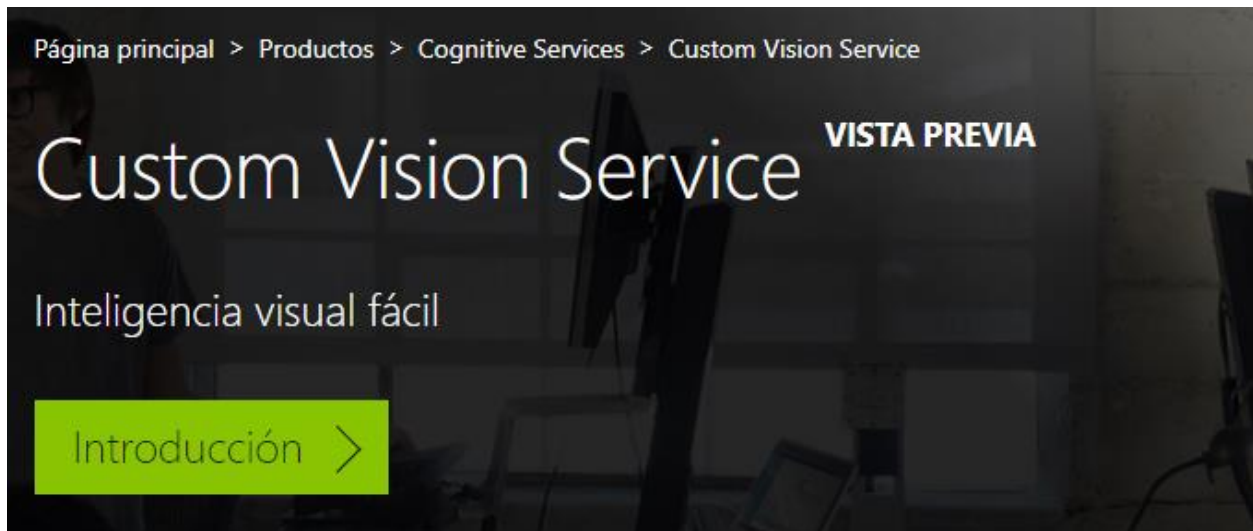 Página principal > Productos > Cognitive Services > Custom Vision Service
Custom Vision Service VISTA PREVIA
Inteligencia visual fácil
Introducción >